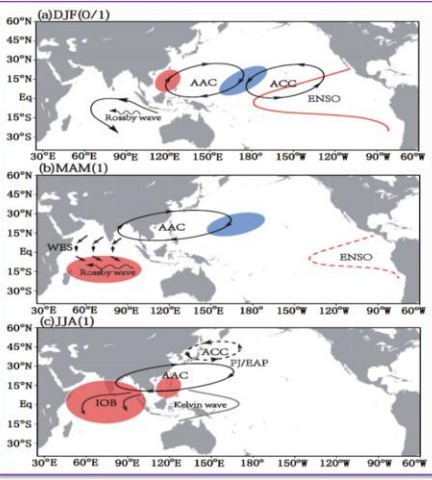 (a)DJF(0/1)
60°N
45°N
30°N
15°N
Eq
15°S
30°S
AAC
ACC
ENSO
Rossby wave
30°E 60°E 90°E 120°E 150°E 180° 150°W 120°W 90°W 60°W
(b)MAM(1)
60°N
45°N
30°N
15°N
Eq
15°S
30°S
AAC
WES
ENSO
Rossby wave
30°E 60°E 90°E 120°E 150°E 180° 150°W 120°W 90°W 60°W
(c)JJA(1)
60°N
45°N
30°N
15°N
Eq
15°S
30°S
45°S
ACC
PJ/EAP
AAC
IOB
Kelvin wave
30°E 60°E 90°E 120°E 150°E 180° 150°W 120°W 90°W 60°W